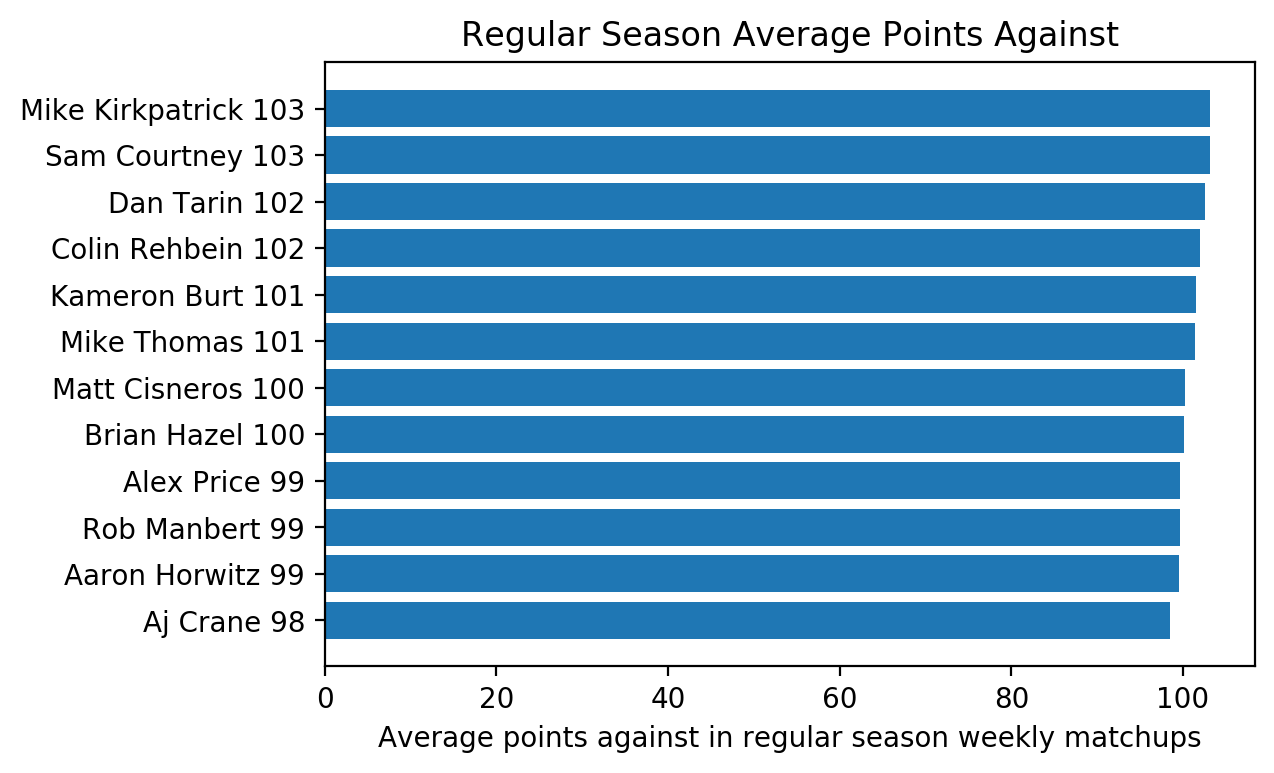 Regular Season Average Points Against
Mike Kirkpatrick 103
Sam Courtney 103
Dan Tarin 102
Colin Rehbein 102
Kameron Burt 101
Mike Thomas 101
Matt Cisneros 100
Brian Hazel 100
Alex Price 99
Rob Manbert 99
Aaron Horwitz 99
Aj Crane 98
0 20 40 60 80 100
Average points against in regular season weekly matchups